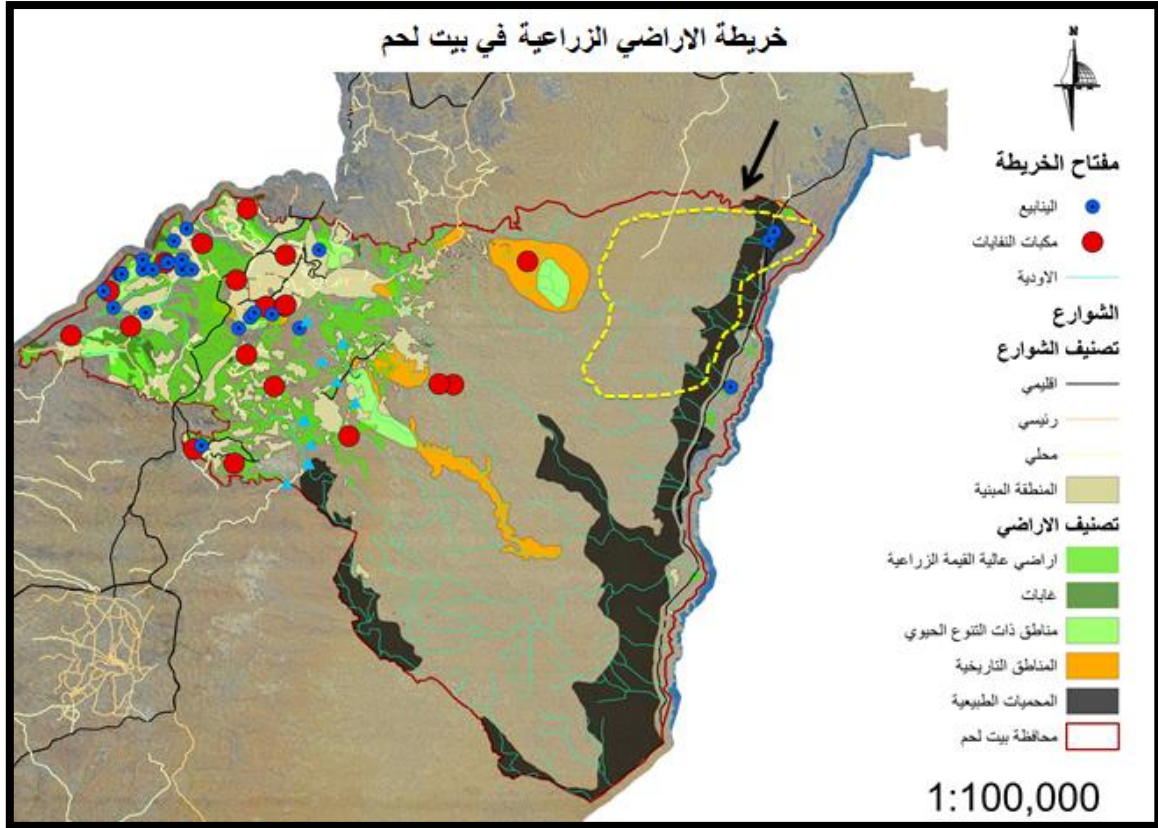 خريطة الاراضي الزراعية في بيت لحم
N
مفتاح الخريطة
الينابيع
مكبات النفايات
الاودية
الشوارع
تصنيف الشوارع
اقليمي
رئيسي
محلي
المنطقة المبنية
تصنيف الاراضي
اراضي عالية القيمة الزراعية
غابات
مناطق ذات التنوع الحيوي
المناطق التاريخية
المحميات الطبيعية
محافظة بيت لحم
1:100,000